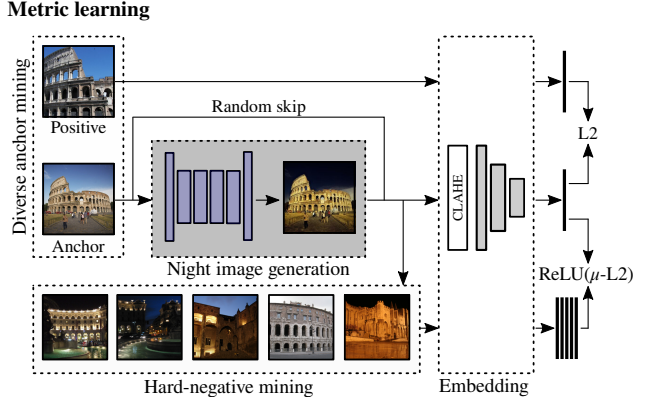 Metric learning
Diverse anchor mining
Positive
Random skip
Anchor
Night image generation
CLAHE
L2
ReLU(μ-L2)
Hard-negative mining
Embedding